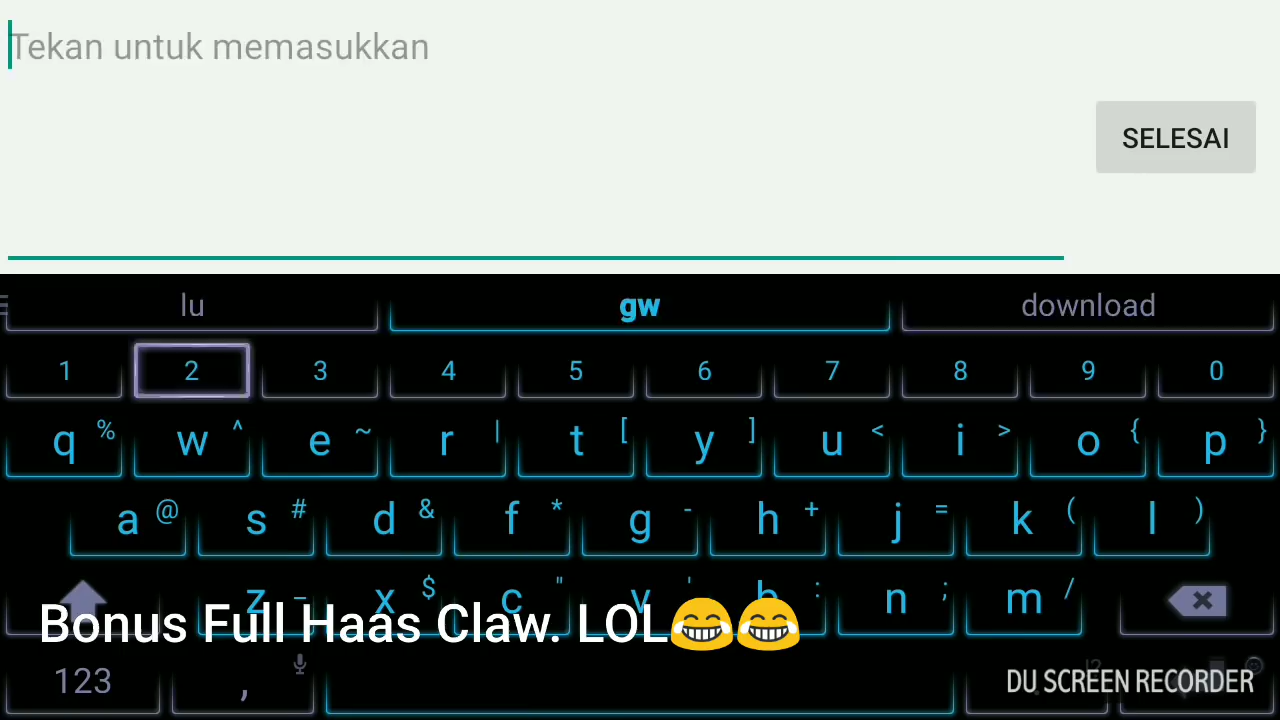 Tekan untuk memasukkan
SELESAI
lu gw download
1 2 3 4 5 6 7 8 9 0
q % w ^ e ~ r | t [ y ] u < i > o { p }
a @ s # d & f * g - h + j = k ( l )
z _ x $ c " v ' b : n ; m /
Bonus Full Haas Claw. LOL😂😂
123 , . !?
DU SCREEN RECORDER